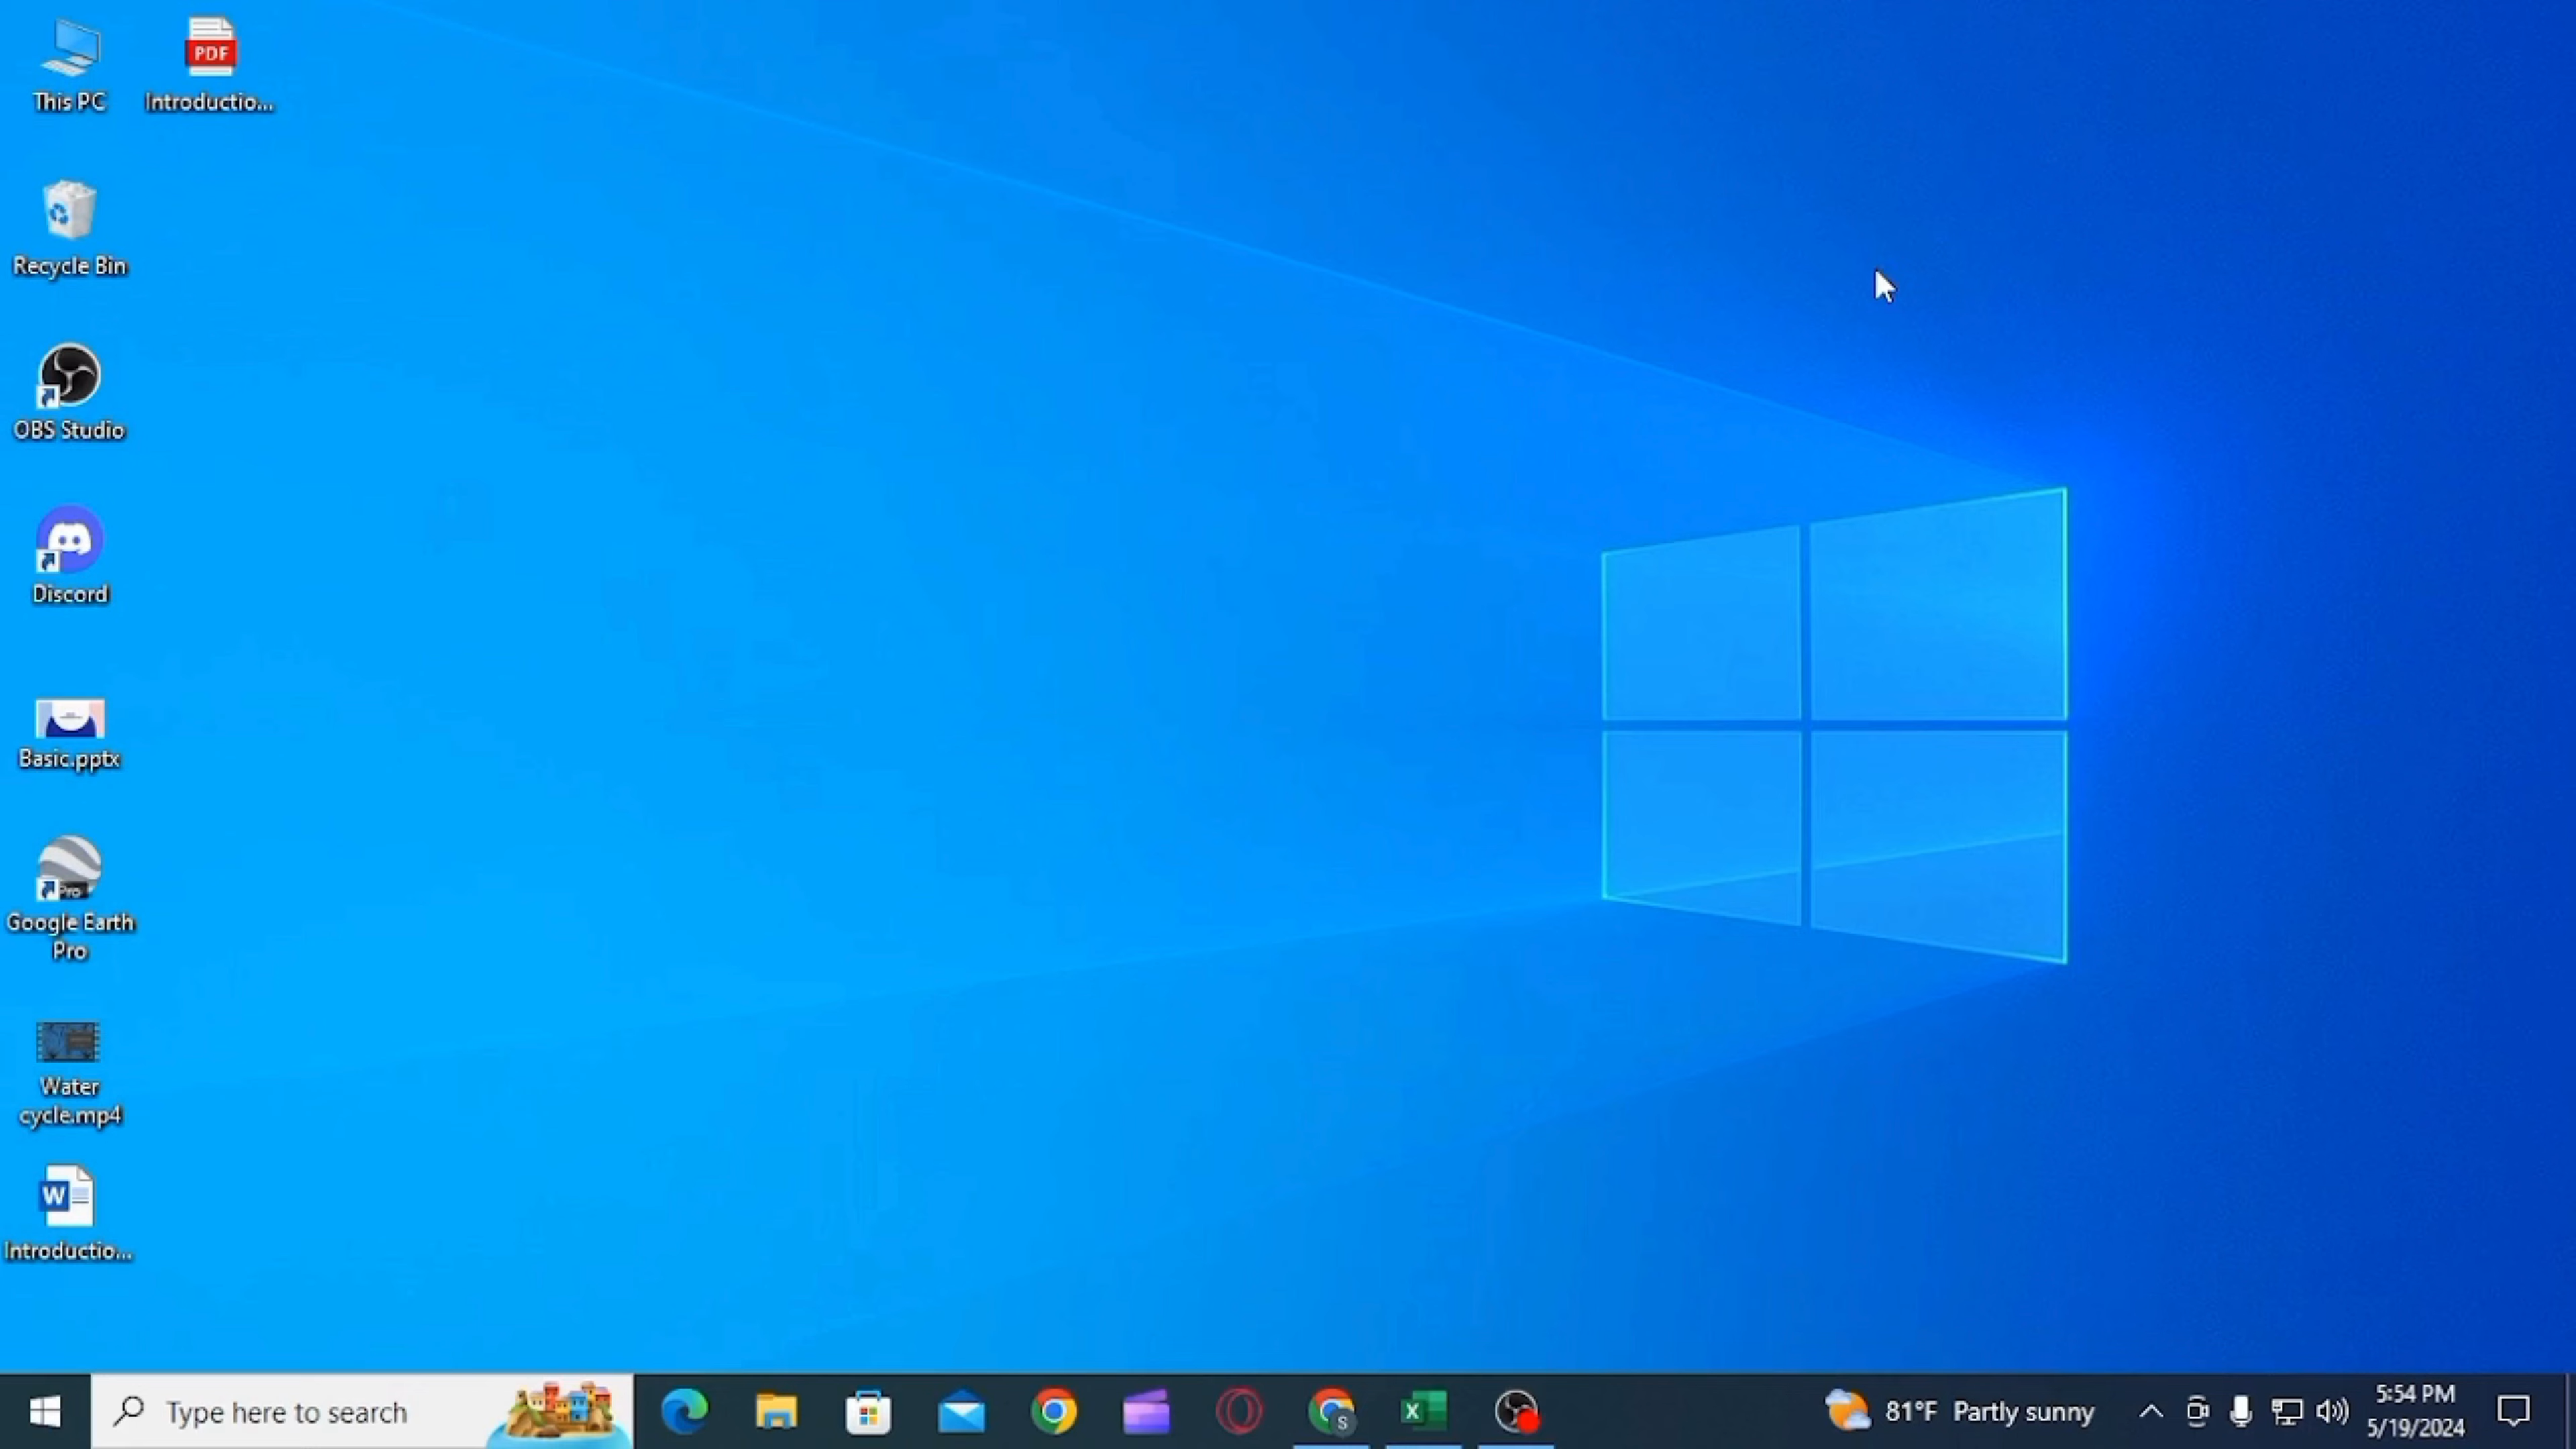 This PC
PDF
Introductio...
Recycle Bin
OBS Studio
Discord
Basic.pptx
Pro
Google Earth
Pro
Water
cycle.mp4
W
Introductio...
Type here to search
S
X
81°F Partly sunny
5:54 PM
5/19/2024